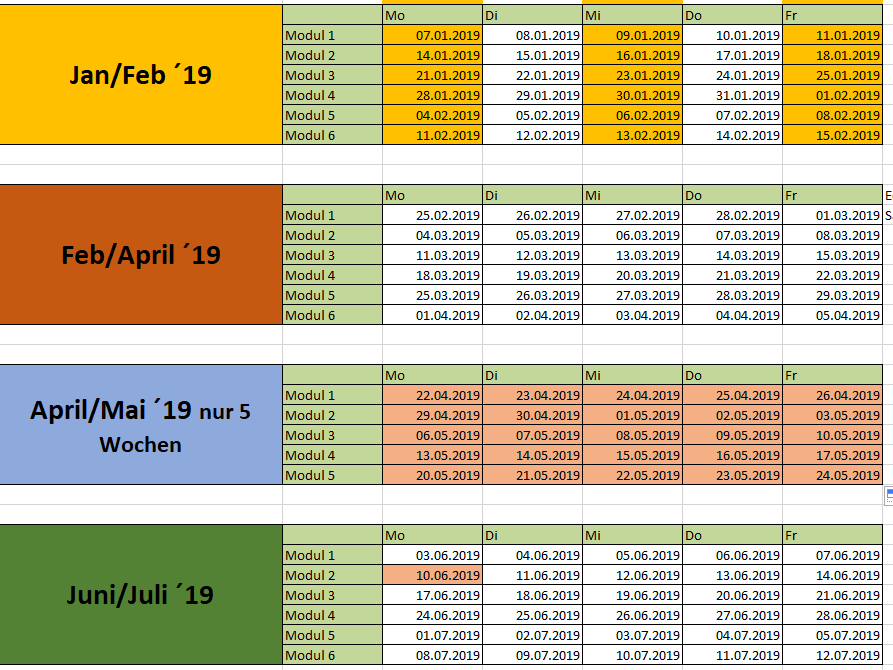 Mo Di Mi Do Fr
Jan/Feb ´19
Modul 1 07.01.2019 08.01.2019 09.01.2019 10.01.2019 11.01.2019
Modul 2 14.01.2019 15.01.2019 16.01.2019 17.01.2019 18.01.2019
Modul 3 21.01.2019 22.01.2019 23.01.2019 24.01.2019 25.01.2019
Modul 4 28.01.2019 29.01.2019 30.01.2019 31.01.2019 01.02.2019
Modul 5 04.02.2019 05.02.2019 06.02.2019 07.02.2019 08.02.2019
Modul 6 11.02.2019 12.02.2019 13.02.2019 14.02.2019 15.02.2019
Mo Di Mi Do Fr
Feb/April ´19
Modul 1 25.02.2019 26.02.2019 27.02.2019 28.02.2019 01.03.2019
Modul 2 04.03.2019 05.03.2019 06.03.2019 07.03.2019 08.03.2019
Modul 3 11.03.2019 12.03.2019 13.03.2019 14.03.2019 15.03.2019
Modul 4 18.03.2019 19.03.2019 20.03.2019 21.03.2019 22.03.2019
Modul 5 25.03.2019 26.03.2019 27.03.2019 28.03.2019 29.03.2019
Modul 6 01.04.2019 02.04.2019 03.04.2019 04.04.2019 05.04.2019
Mo Di Mi Do Fr
April/Mai ´19 nur 5
Wochen
Modul 1 22.04.2019 23.04.2019 24.04.2019 25.04.2019 26.04.2019
Modul 2 29.04.2019 30.04.2019 01.05.2019 02.05.2019 03.05.2019
Modul 3 06.05.2019 07.05.2019 08.05.2019 09.05.2019 10.05.2019
Modul 4 13.05.2019 14.05.2019 15.05.2019 16.05.2019 17.05.2019
Modul 5 20.05.2019 21.05.2019 22.05.2019 23.05.2019 24.05.2019
Mo Di Mi Do Fr
Juni/Juli ´19
Modul 1 03.06.2019 04.06.2019 05.06.2019 06.06.2019 07.06.2019
Modul 2 10.06.2019 11.06.2019 12.06.2019 13.06.2019 14.06.2019
Modul 3 17.06.2019 18.06.2019 19.06.2019 20.06.2019 21.06.2019
Modul 4 24.06.2019 25.06.2019 26.06.2019 27.06.2019 28.06.2019
Modul 5 01.07.2019 02.07.2019 03.07.2019 04.07.2019 05.07.2019
Modul 6 08.07.2019 09.07.2019 10.07.2019 11.07.2019 12.07.2019